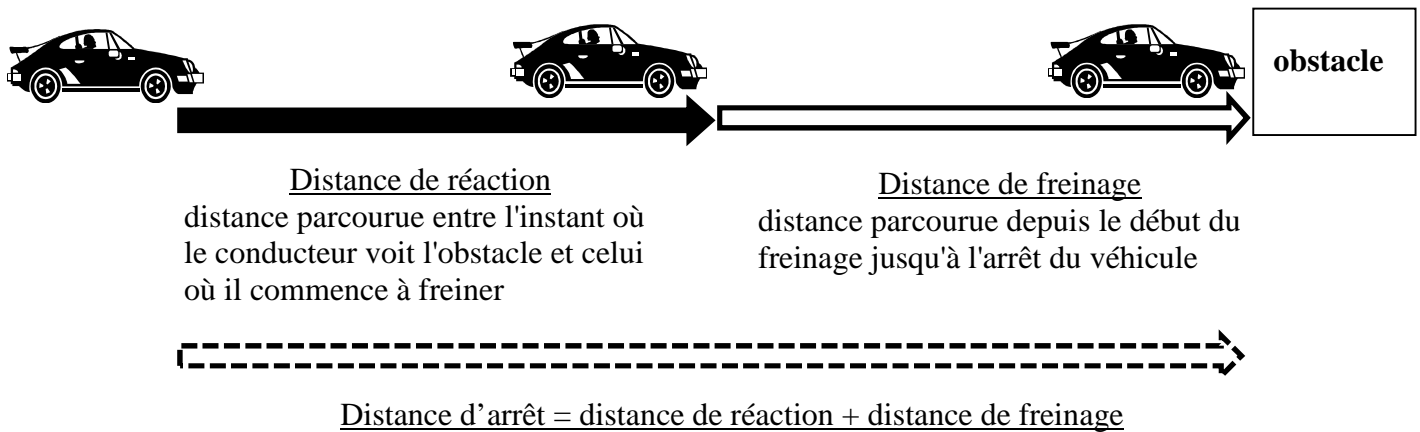 obstacle
Distance de réaction
distance parcourue entre l'instant où
le conducteur voit l'obstacle et celui
où il commence à freiner
Distance de freinage
distance parcourue depuis le début du
freinage jusqu'à l'arrêt du véhicule
Distance d’arrêt = distance de réaction + distance de freinage